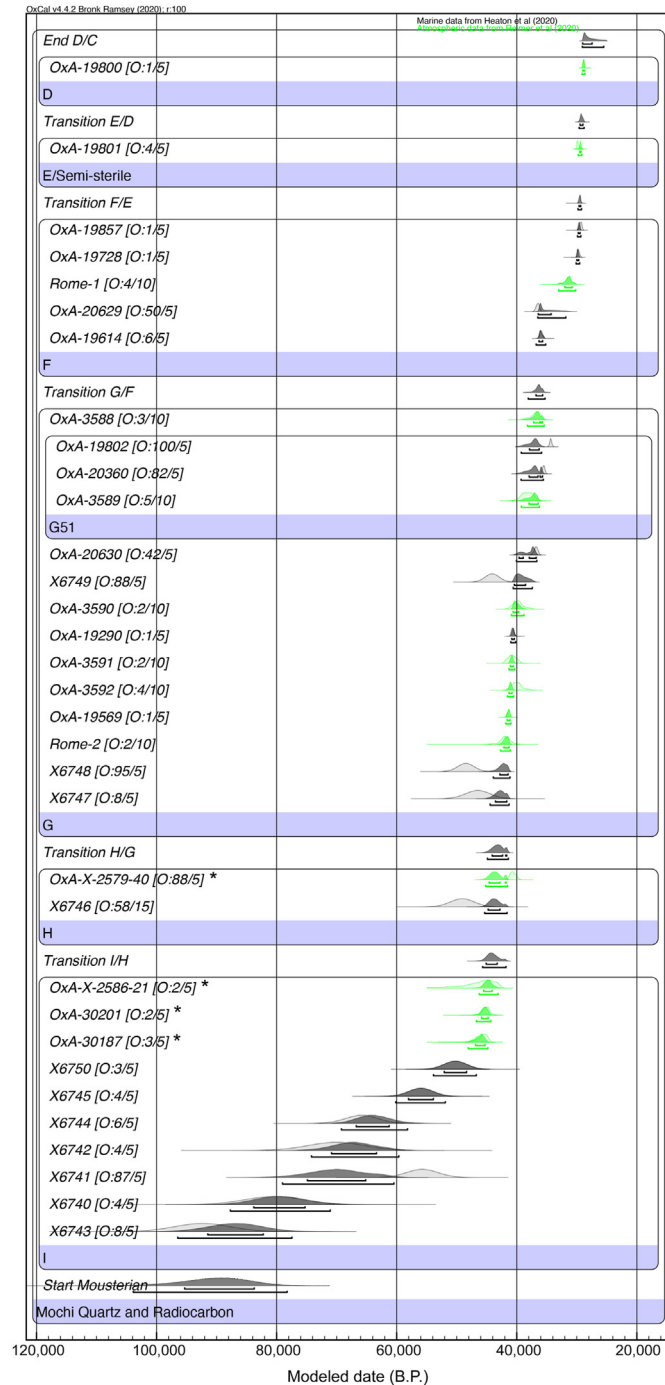 OxCal v4.4.2 Bronk Ramsey (2020); r:100
Marine data from Heaton et al (2020)
Atmospheric data from Reimer et al (2020)
End D/C
OxA-19800 [O:1/5]
D
Transition E/D
OxA-19801 [O:4/5]
E/Semi-sterile
Transition F/E
OxA-19857 [O:1/5]
OxA-19728 [O:1/5]
Rome-1 [O:4/10]
OxA-20629 [O:50/5]
OxA-19614 [O:6/5]
F
Transition G/F
OxA-3588 [O:3/10]
OxA-19802 [O:100/5]
OxA-20360 [O:82/5]
OxA-3589 [O:5/10]
G51
OxA-20630 [O:42/5]
X6749 [O:88/5]
OxA-3590 [O:2/10]
OxA-19290 [O:1/5]
OxA-3591 [O:2/10]
OxA-3592 [O:4/10]
OxA-19569 [O:1/5]
Rome-2 [O:2/10]
X6748 [O:95/5]
X6747 [O:8/5]
G
Transition H/G
OxA-X-2579-40 [O:88/5] *
X6746 [O:58/15]
H
Transition I/H
OxA-X-2586-21 [O:2/5] *
OxA-30201 [O:2/5] *
OxA-30187 [O:3/5] *
X6750 [O:3/5]
X6745 [O:4/5]
X6744 [O:6/5]
X6742 [O:4/5]
X6741 [O:87/5]
X6740 [O:4/5]
X6743 [O:8/5]
I
Start Mousterian
Mochi Quartz and Radiocarbon
120,000 100,000 80,000 60,000 40,000 20,000
Modeled date (B.P.)